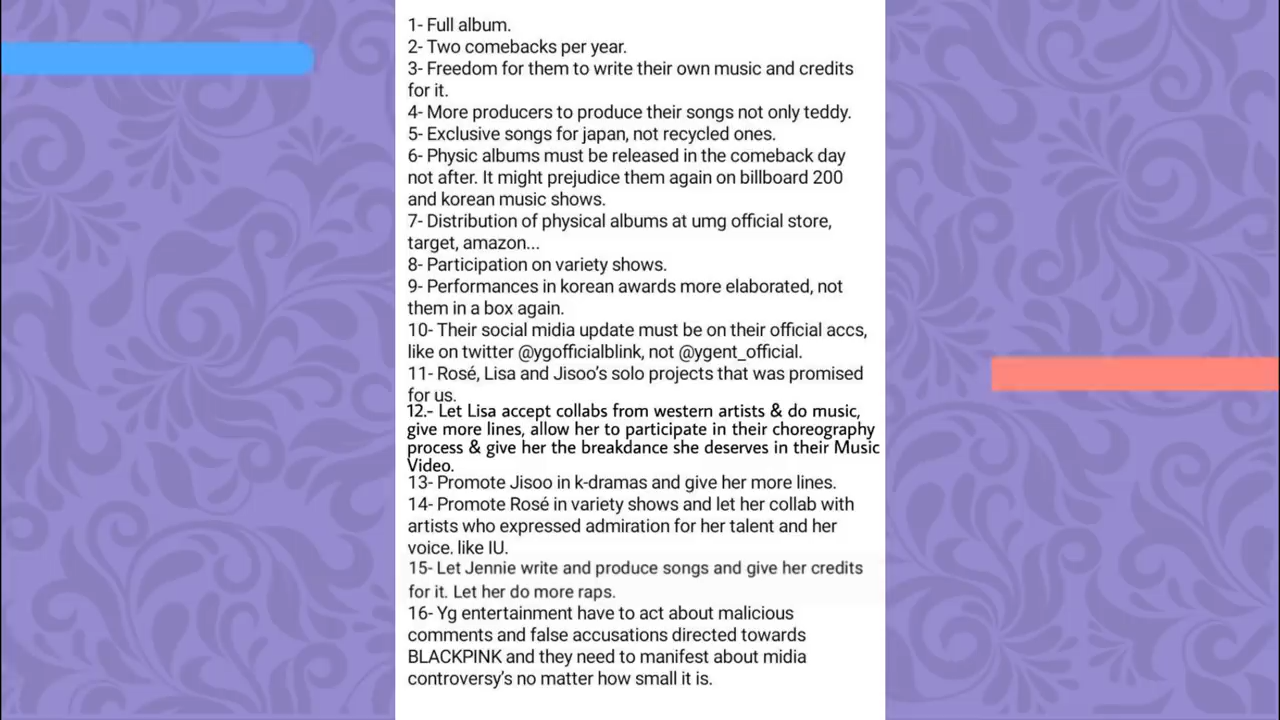 1- Full album.
2- Two comebacks per year.
3- Freedom for them to write their own music and credits
for it.
4- More producers to produce their songs not only teddy.
5- Exclusive songs for japan, not recycled ones.
6- Physic albums must be released in the comeback day
not after. It might prejudice them again on billboard 200
and korean music shows.
7- Distribution of physical albums at umg official store,
target, amazon...
8- Participation on variety shows.
9- Performances in korean awards more elaborated, not
them in a box again.
10- Their social midia update must be on their official accs,
like on twitter @ygofficialblink, not @ygent_official.
11- Rosé, Lisa and Jisoo's solo projects that was promised
for us.
12.- Let Lisa accept collabs from western artists & do music,
give more lines, allow her to participate in their choreography
process & give her the breakdance she deserves in their Music
Video.
13- Promote Jisoo in k-dramas and give her more lines.
14- Promote Rosé in variety shows and let her collab with
artists who expressed admiration for her talent and her
voice. like IU.
15- Let Jennie write and produce songs and give her credits
for it. Let her do more raps.
16- Yg entertainment have to act about malicious
comments and false accusations directed towards
BLACKPINK and they need to manifest about midia
controversy's no matter how small it is.